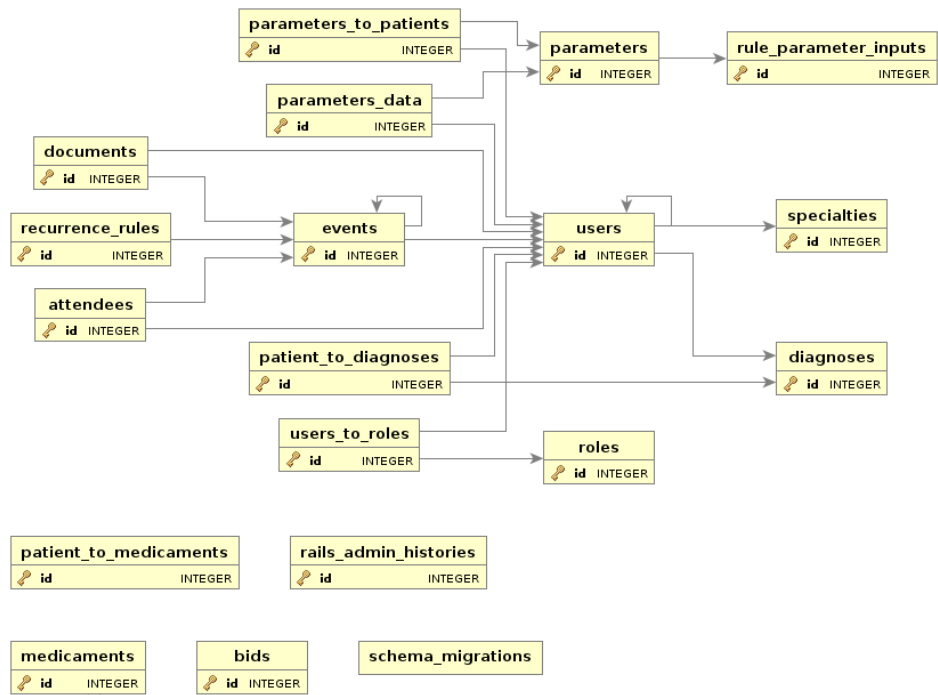 parameters_to_patients
id INTEGER
parameters
id INTEGER
rule_parameter_inputs
id INTEGER
parameters_data
id INTEGER
documents
id INTEGER
recurrence_rules
id INTEGER
events
id INTEGER
users
id INTEGER
specialties
id INTEGER
attendees
id INTEGER
patient_to_diagnoses
id INTEGER
diagnoses
id INTEGER
users_to_roles
id INTEGER
roles
id INTEGER
patient_to_medicaments
id INTEGER
rails_admin_histories
id INTEGER
medicaments
id INTEGER
bids
id INTEGER
schema_migrations